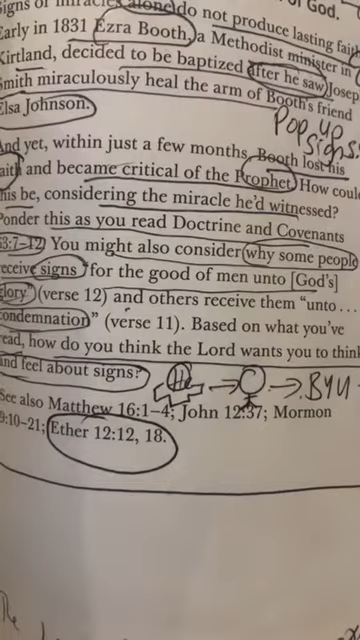 Signs or miracles alone do not produce lasting faith
of God.
Early in 1831 Ezra Booth, a Methodist minister in
Kirtland, decided to be baptized after he saw Josep
Smith miraculously heal the arm of Booth's friend
Elsa Johnson.
Pop up
signs!
And yet, within just a few months, Booth lost his
faith and became critical of the Prophet. How coul
this be, considering the miracle he'd witnessed?
Ponder this as you read Doctrine and Covenants
63:7–12. You might also consider why some people
receive signs "for the good of men unto [God's]
glory" (verse 12) and others receive them "unto . . .
condemnation" (verse 11). Based on what you've
read, how do you think the Lord wants you to think
and feel about signs?
→ → BYU
See also Matthew 16:1–4; John 12:37; Mormon
9:10–21; Ether 12:12, 18.
The